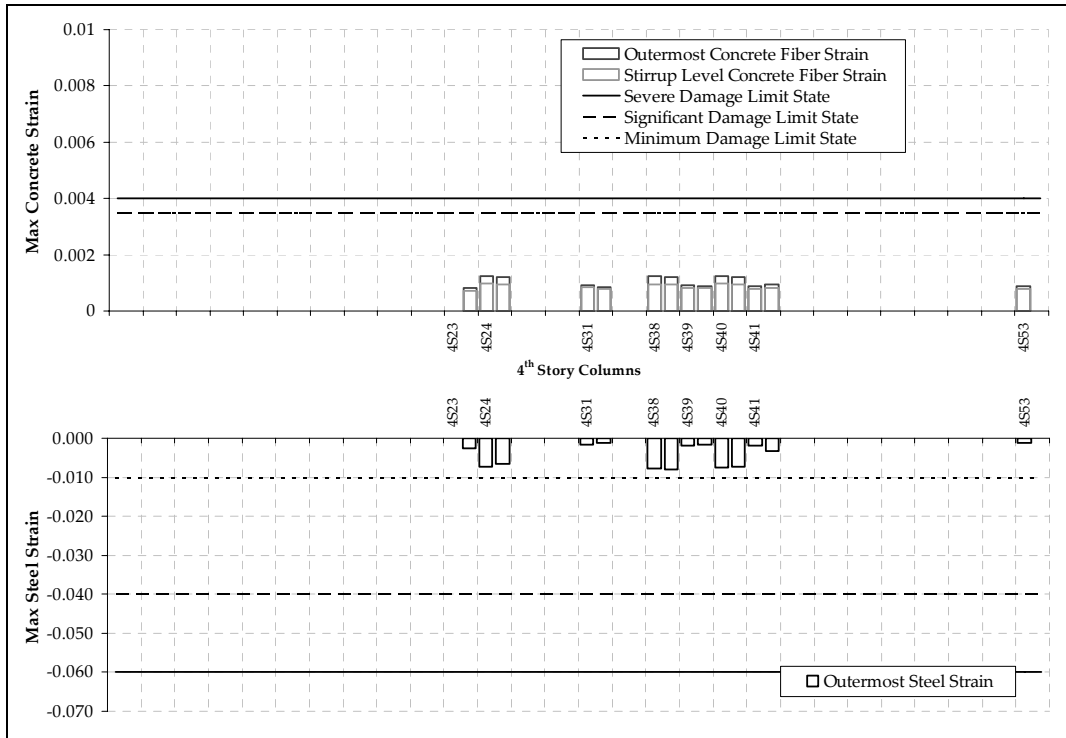 0.01
0.008
0.006
0.004
0.002
0
Max Concrete Strain
Outermost Concrete Fiber Strain
Stirrup Level Concrete Fiber Strain
Severe Damage Limit State
Significant Damage Limit State
Minimum Damage Limit State
4S23 4S24 4S31 4S38 4S39 4S40 4S41 4S53
4th Story Columns
4S23 4S24 4S31 4S38 4S39 4S40 4S41 4S53
0.000
-0.010
-0.020
-0.030
-0.040
-0.050
-0.060
-0.070
Max Steel Strain
Outermost Steel Strain